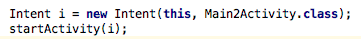 Intent i = new Intent(this, Main2Activity.class);
startActivity(i);